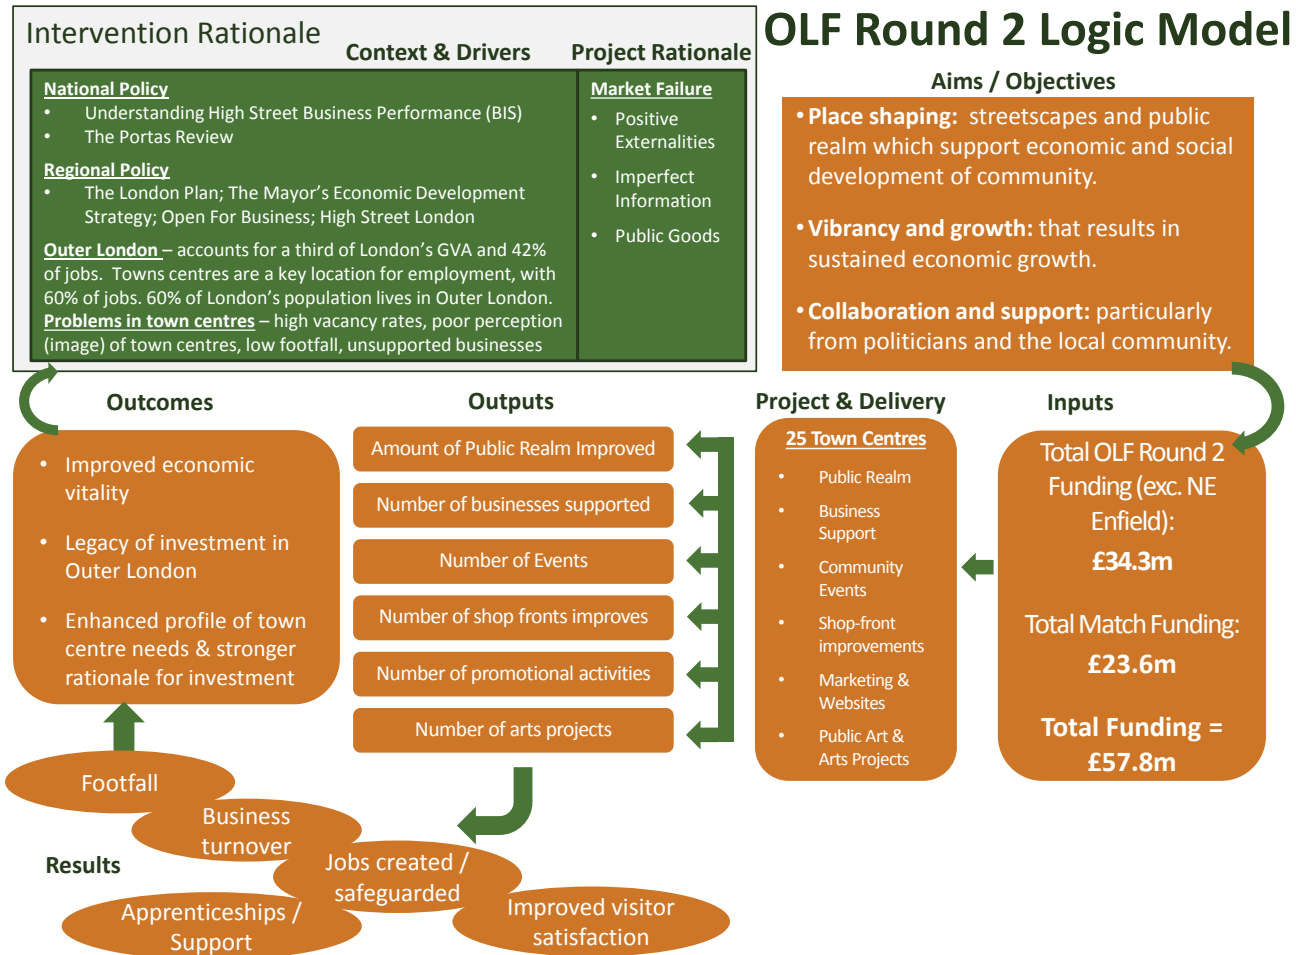 OLF Round 2 Logic Model
Intervention Rationale
Context & Drivers
Project Rationale
National Policy
• Understanding High Street Business Performance (BIS)
• The Portas Review
Regional Policy
• The London Plan; The Mayor's Economic Development
Strategy; Open For Business; High Street London
Outer London – accounts for a third of London's GVA and 42%
of jobs. Towns centres are a key location for employment, with
60% of jobs. 60% of London's population lives in Outer London.
Problems in town centres – high vacancy rates, poor perception
(image) of town centres, low footfall, unsupported businesses
Market Failure
• Positive
Externalities
• Imperfect
Information
• Public Goods
Aims / Objectives
• Place shaping: streetscapes and public
realm which support economic and social
development of community.
• Vibrancy and growth: that results in
sustained economic growth.
• Collaboration and support: particularly
from politicians and the local community.
Inputs
Total OLF Round 2
Funding (exc. NE
Enfield):
£34.3m
Total Match Funding:
£23.6m
Total Funding =
£57.8m
Project & Delivery
25 Town Centres
• Public Realm
• Business
Support
• Community
Events
• Shop-front
improvements
• Marketing &
Websites
• Public Art &
Arts Projects
Outputs
Amount of Public Realm Improved
Number of businesses supported
Number of Events
Number of shop fronts improves
Number of promotional activities
Number of arts projects
Outcomes
• Improved economic
vitality
• Legacy of investment in
Outer London
• Enhanced profile of town
centre needs & stronger
rationale for investment
Results
Footfall
Business
turnover
Jobs created /
safeguarded
Apprenticeships /
Support
Improved visitor
satisfaction